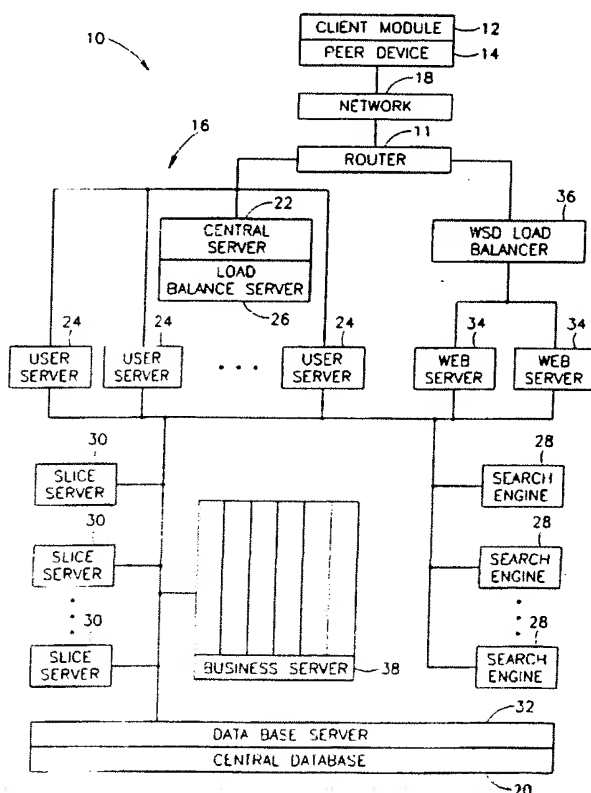 10
CLIENT MODULE
12
PEER DEVICE
14
18
NETWORK
16
11
ROUTER
22
CENTRAL
SERVER
LOAD
BALANCE SERVER
26
36
WSD LOAD
BALANCER
24
USER
SERVER
24
USER
SERVER
• • •
24
USER
SERVER
34
WEB
SERVER
34
WEB
SERVER
30
SLICE
SERVER
30
SLICE
SERVER
30
SLICE
SERVER
BUSINESS SERVER
38
28
SEARCH
ENGINE
28
SEARCH
ENGINE
28
SEARCH
ENGINE
32
DATA BASE SERVER
CENTRAL DATABASE
20